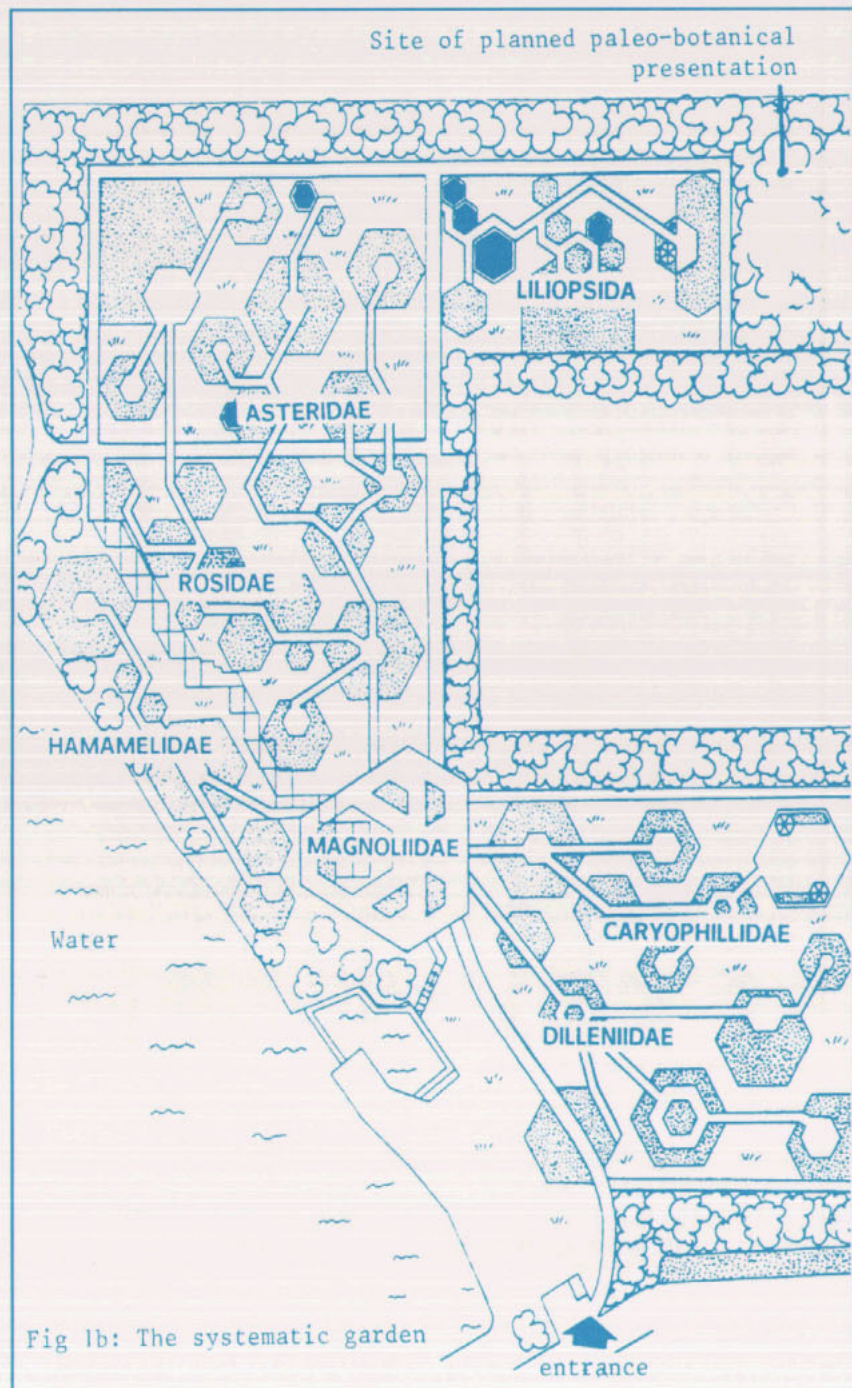 Site of planned paleo-botanical
presentation
LILIOPSIDA
ASTERIDAE
ROSIDAE
HAMAMELIDAE
MAGNOLIIDAE
Water
CARYOPHILLIDAE
DILLENIIDAE
Fig 1b: The systematic garden
entrance